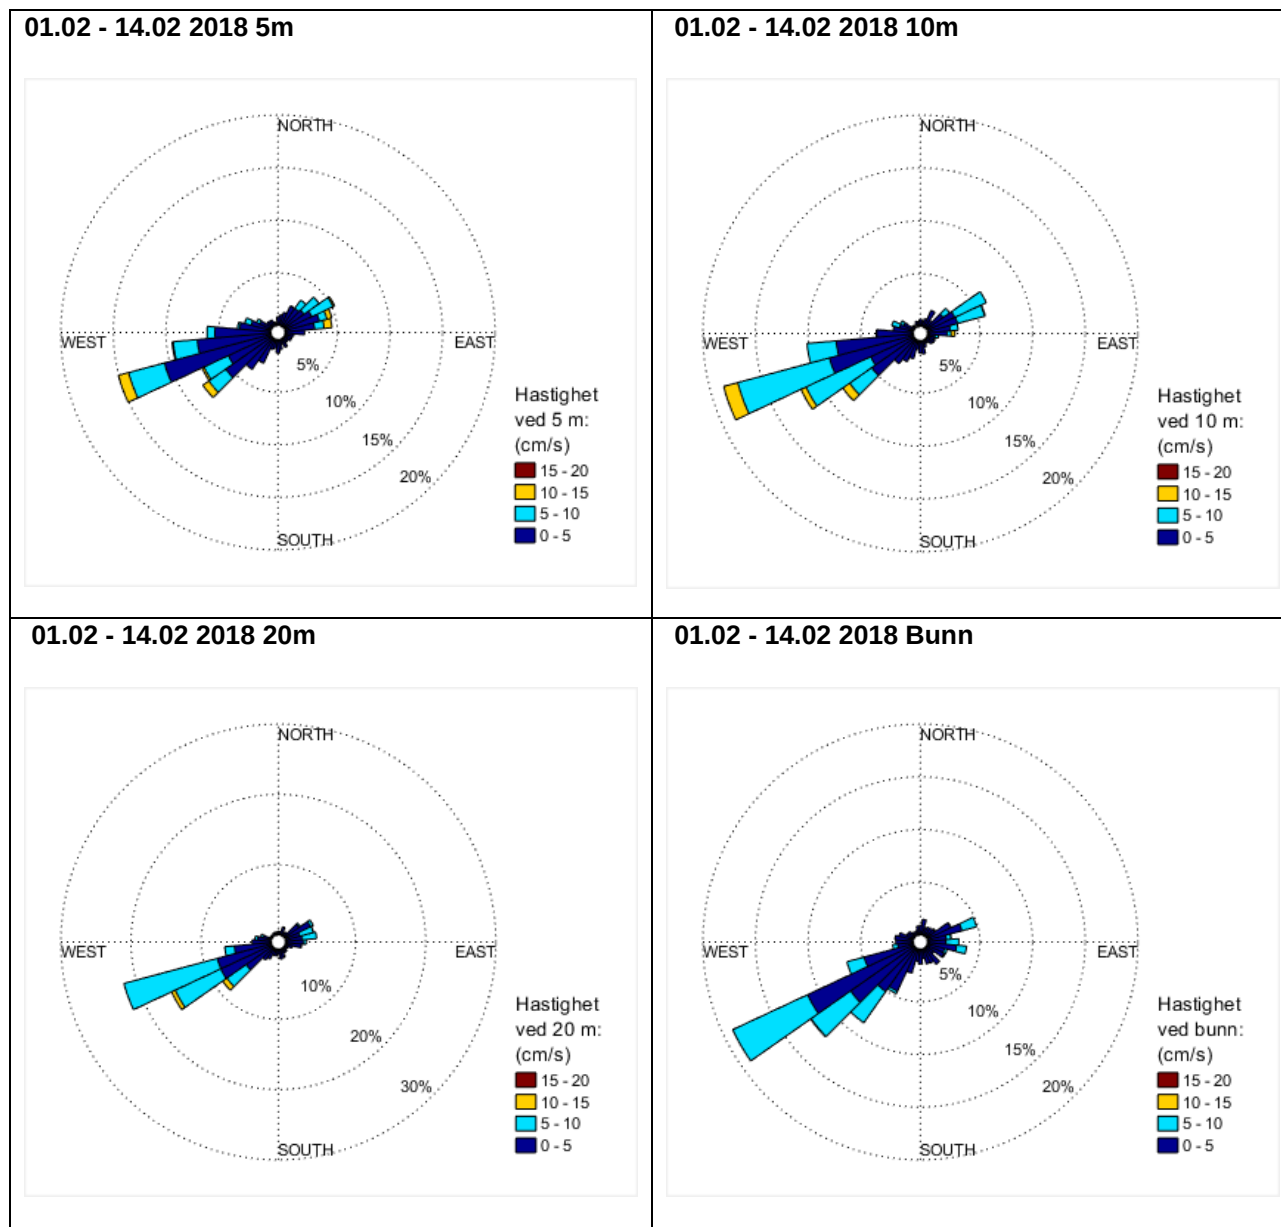 01.02 - 14.02 2018 5m
NORTH
WEST
EAST
5%
10%
15%
20%
SOUTH
Hastighet
ved 5 m:
(cm/s)
15 - 20
10 - 15
5 - 10
0 - 5
01.02 - 14.02 2018 10m
NORTH
WEST
EAST
5%
10%
15%
20%
SOUTH
Hastighet
ved 10 m:
(cm/s)
15 - 20
10 - 15
5 - 10
0 - 5
01.02 - 14.02 2018 20m
NORTH
WEST
EAST
10%
20%
30%
SOUTH
Hastighet
ved 20 m:
(cm/s)
15 - 20
10 - 15
5 - 10
0 - 5
01.02 - 14.02 2018 Bunn
NORTH
WEST
EAST
5%
10%
15%
20%
SOUTH
Hastighet
ved bunn:
(cm/s)
15 - 20
10 - 15
5 - 10
0 - 5